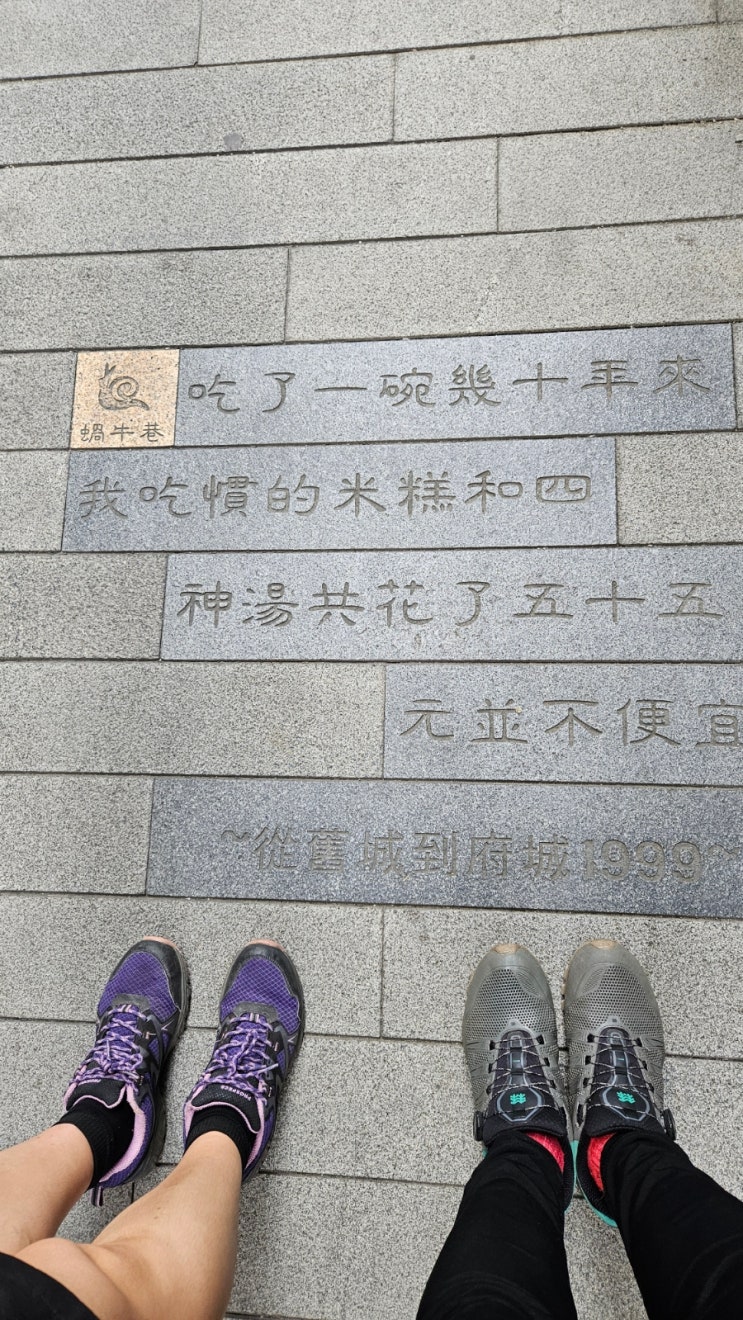 蝸牛巷
吃了一碗幾十年來
我吃慣的米糕和四
神湯共花了五十五
元並不便宜
~從舊城到府城1999~
PROSPECS